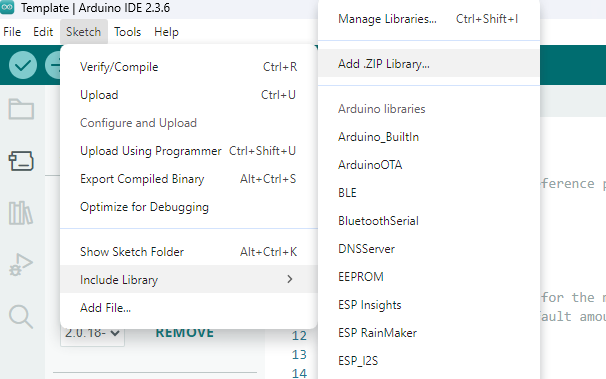 Template | Arduino IDE 2.3.6
File Edit Sketch Tools Help
Verify/Compile Ctrl+R
Upload Ctrl+U
Configure and Upload
Upload Using Programmer Ctrl+Shift+U
Export Compiled Binary Alt+Ctrl+S
Optimize for Debugging
Show Sketch Folder Alt+Ctrl+K
Include Library
Add File...
Manage Libraries... Ctrl+Shift+I
Add .ZIP Library...
Arduino libraries
Arduino_BuiltIn
ArduinoOTA
BLE
BluetoothSerial
DNSServer
EEPROM
ESP Insights
ESP RainMaker
ESP_I2S
2.0.18- REMOVE
12
13
14
for the